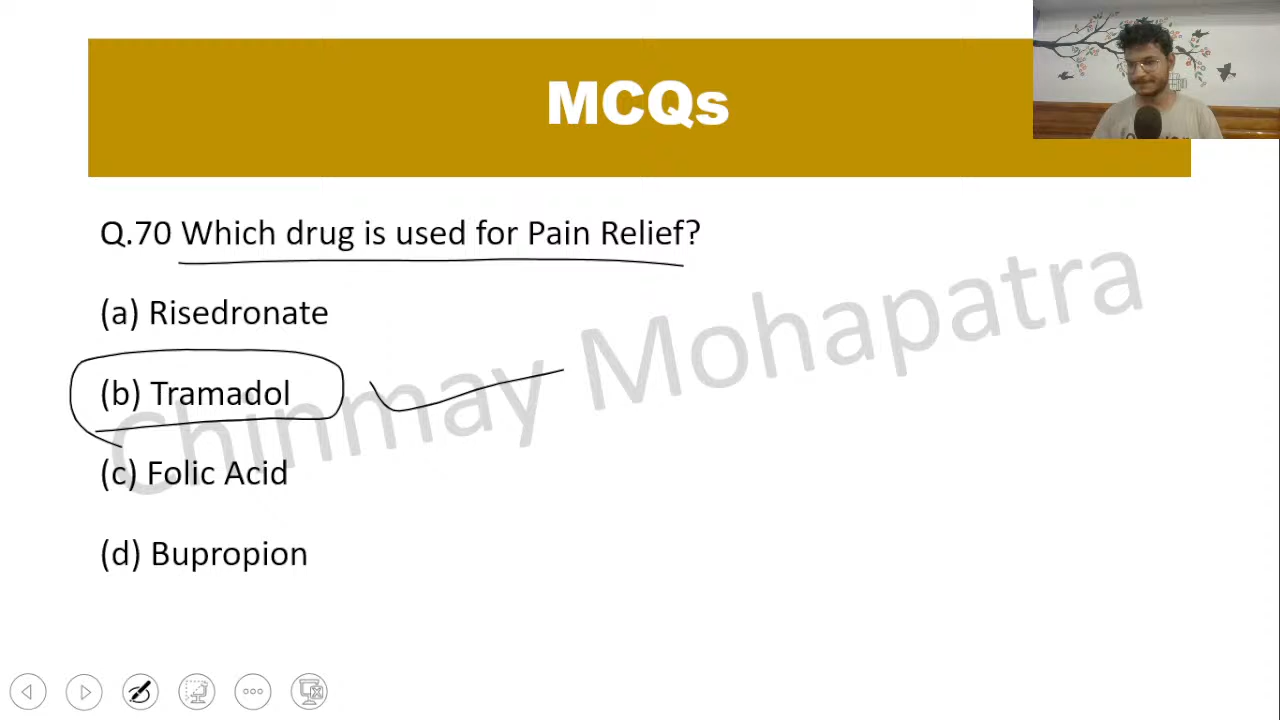 MCQs
Q.70 Which drug is used for Pain Relief?
(a) Risedronate
(b) Tramadol
(c) Folic Acid
(d) Bupropion
Chinmay Mohapatra